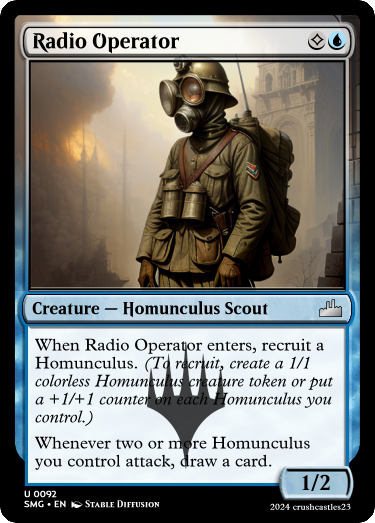 Radio Operator
Creature — Homunculus Scout
When Radio Operator enters, recruit a
Homunculus. (To recruit, create a 1/1
colorless Homunculus creature token or put
a +1/+1 counter on each Homunculus you
control.)
Whenever two or more Homunculus
you control attack, draw a card.
1/2
U 0092
SMG • EN Stable Diffusion
2024 crushcastles23